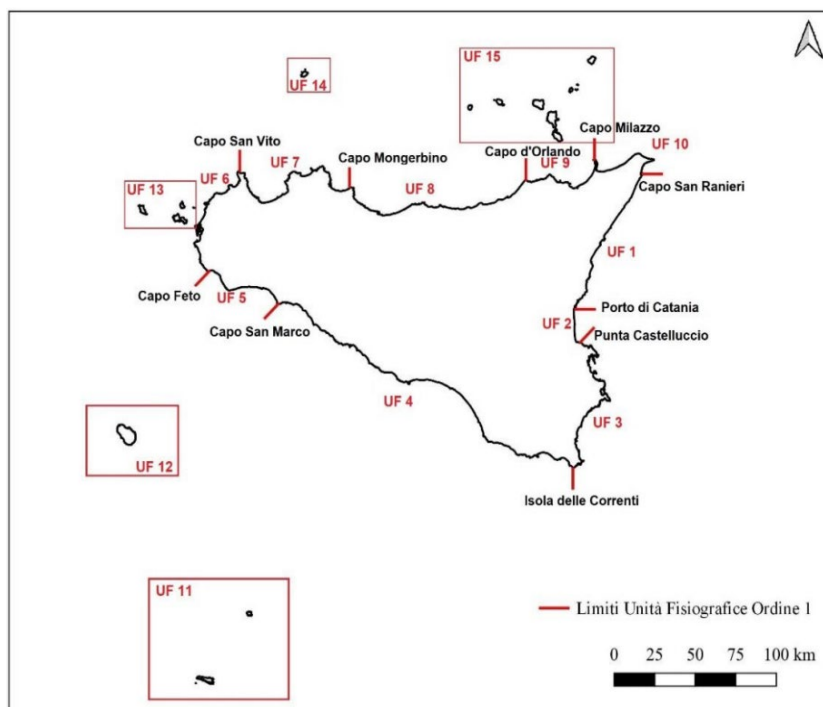 UF 15
UF 14
Capo Milazzo
Capo San Vito
Capo d'Orlando
UF 10
UF 7
Capo Mongerbino
UF 9
UF 6
Capo San Ranieri
UF 13
UF 8
UF 1
Capo Feto
UF 5
Porto di Catania
UF 2
Capo San Marco
Punta Castelluccio
UF 4
UF 3
UF 12
Isola delle Correnti
UF 11
Limiti Unità Fisiografice Ordine 1
0 25 50 75 100 km